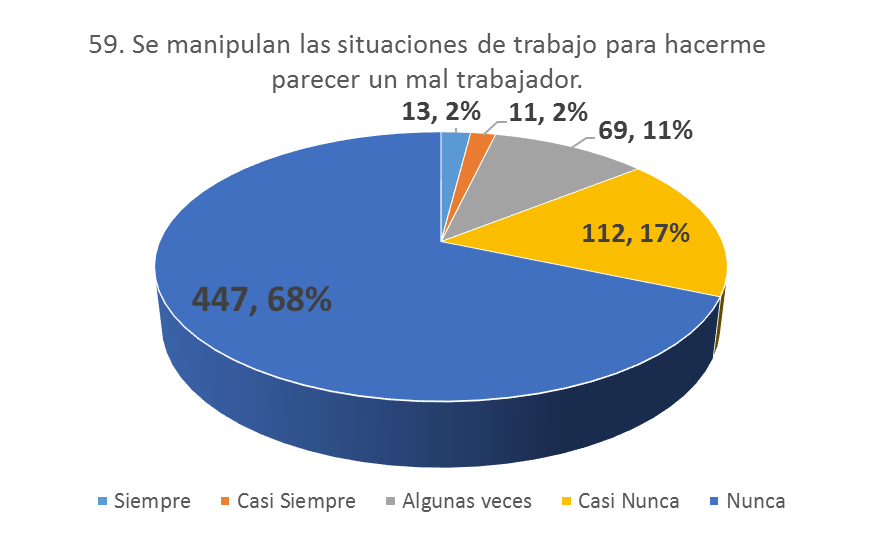 59. Se manipulan las situaciones de trabajo para hacerme
parecer un mal trabajador.
13, 2%
11, 2%
69, 11%
112, 17%
447, 68%
Siempre
Casi Siempre
Algunas veces
Casi Nunca
Nunca